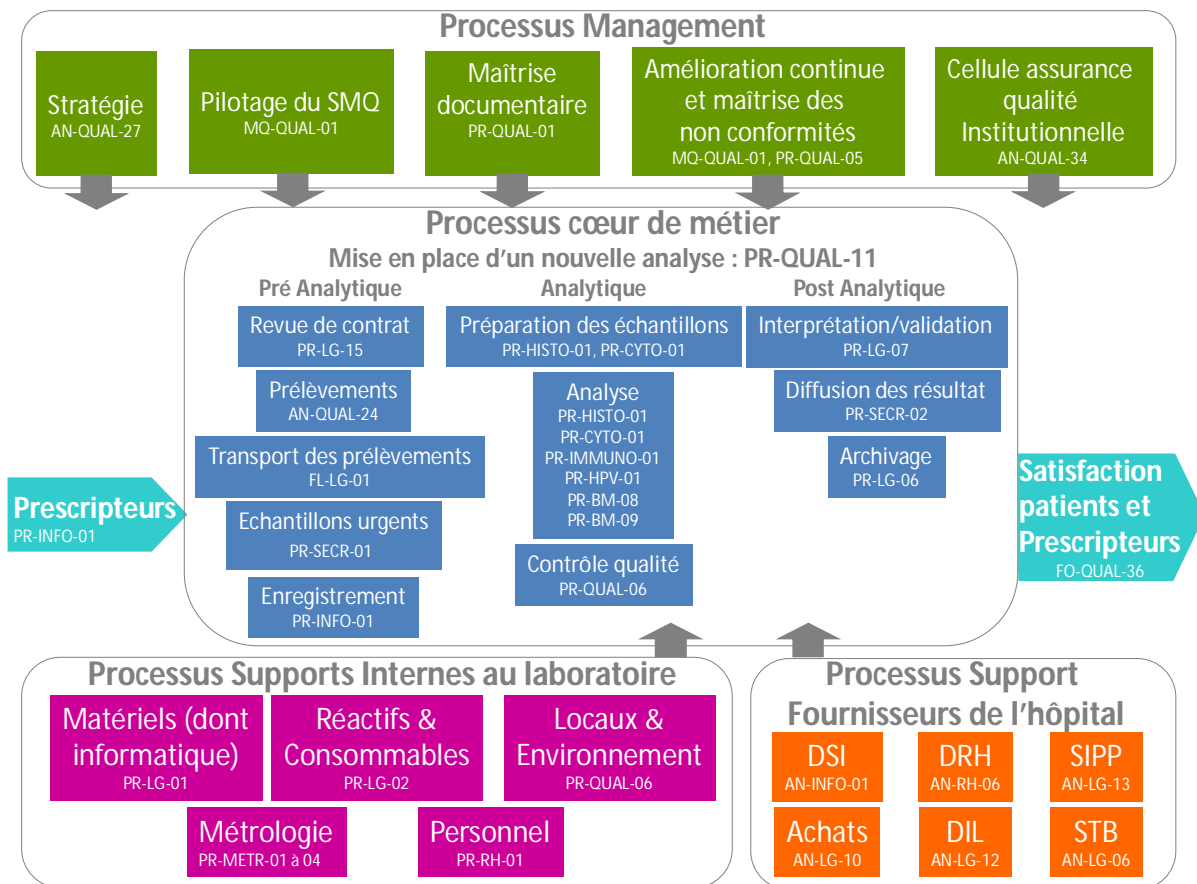 Processus Management
Stratégie
AN-QUAL-27
Pilotage du SMQ
MQ-QUAL-01
Maîtrise
documentaire
PR-QUAL-01
Amélioration continue
et maîtrise des
non conformités
MQ-QUAL-01, PR-QUAL-05
Cellule assurance
qualité
Institutionnelle
AN-QUAL-34
Processus cœur de métier
Mise en place d'un nouvelle analyse : PR-QUAL-11
Pré Analytique
Revue de contrat
PR-LG-15
Prélèvements
AN-QUAL-24
Transport des prélèvements
FL-LG-01
Echantillons urgents
PR-SECR-01
Enregistrement
PR-INFO-01
Analytique
Préparation des échantillons
PR-HISTO-01, PR-CYTO-01
Analyse
PR-HISTO-01
PR-CYTO-01
PR-IMMUNO-01
PR-HPV-01
PR-BM-08
PR-BM-09
Contrôle qualité
PR-QUAL-06
Post Analytique
Interprétation/validation
PR-LG-07
Diffusion des résultat
PR-SECR-02
Archivage
PR-LG-06
Prescripteurs
PR-INFO-01
Satisfaction
patients et
Prescripteurs
FO-QUAL-36
Processus Supports Internes au laboratoire
Matériels (dont
informatique)
PR-LG-01
Réactifs &
Consommables
PR-LG-02
Locaux &
Environnement
PR-QUAL-06
Métrologie
PR-METR-01 à 04
Personnel
PR-RH-01
Processus Support
Fournisseurs de l'hôpital
DSI
AN-INFO-01
DRH
AN-RH-06
SIPP
AN-LG-13
Achats
AN-LG-10
DIL
AN-LG-12
STB
AN-LG-06